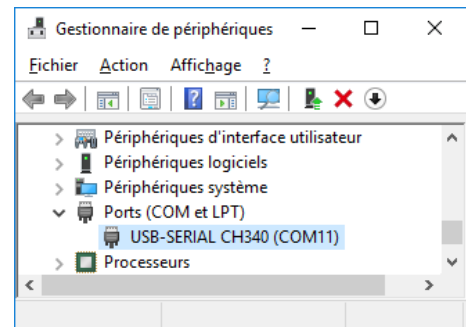 Gestionnaire de périphériques
Fichier Action Affichage ?
Périphériques d'interface utilisateur
Périphériques logiciels
Périphériques système
Ports (COM et LPT)
USB-SERIAL CH340 (COM11)
Processeurs